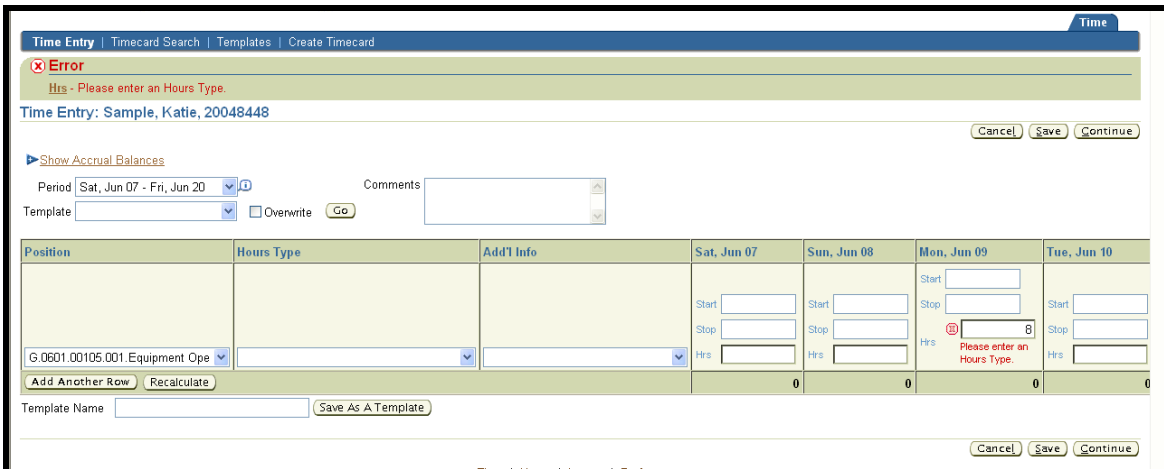 Time
Time Entry | Timecard Search | Templates | Create Timecard
Error
Hrs - Please enter an Hours Type.
Time Entry: Sample, Katie, 20048448
Cancel Save Continue
Show Accrual Balances
Period Sat, Jun 07 - Fri, Jun 20 Comments
Template Overwrite Go
Position Hours Type Add'l Info Sat, Jun 07 Sun, Jun 08 Mon, Jun 09 Tue, Jun 10
Start
Start Start Stop Start
Stop Stop 8 Stop
G.0601.00105.001.Equipment Ope Hrs Hrs Hrs Please enter an Hrs
Hours Type.
Add Another Row Recalculate 0 0 0 0
Template Name Save As A Template
Cancel Save Continue